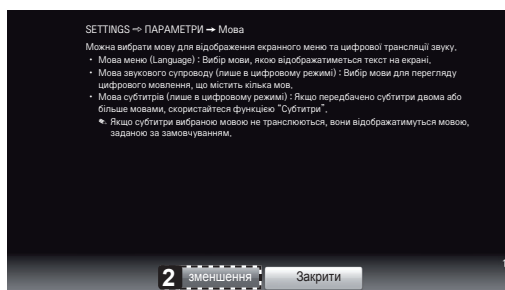 SETTINGS ➾ ПАРАМЕТРИ ➞ Мова
Можна вибрати мову для відображення екранного меню та цифрової трансляції звуку.
• Мова меню (Language) : Вибір мови, якою відображатиметься текст на екрані.
• Мова звукового супроводу (лише в цифровому режимі) : Вибір мови для перегляду
цифрового мовлення, що містить кілька мов.
• Мова субтитрів (лише в цифровому режимі) : Якщо передбачено субтитри двома або
більше мовами, скористайтеся функцією "Субтитри".
Якщо субтитри вибраною мовою не транслюються, вони відображатимуться мовою,
заданою за замовчуванням.
1
2 зменшення Закрити